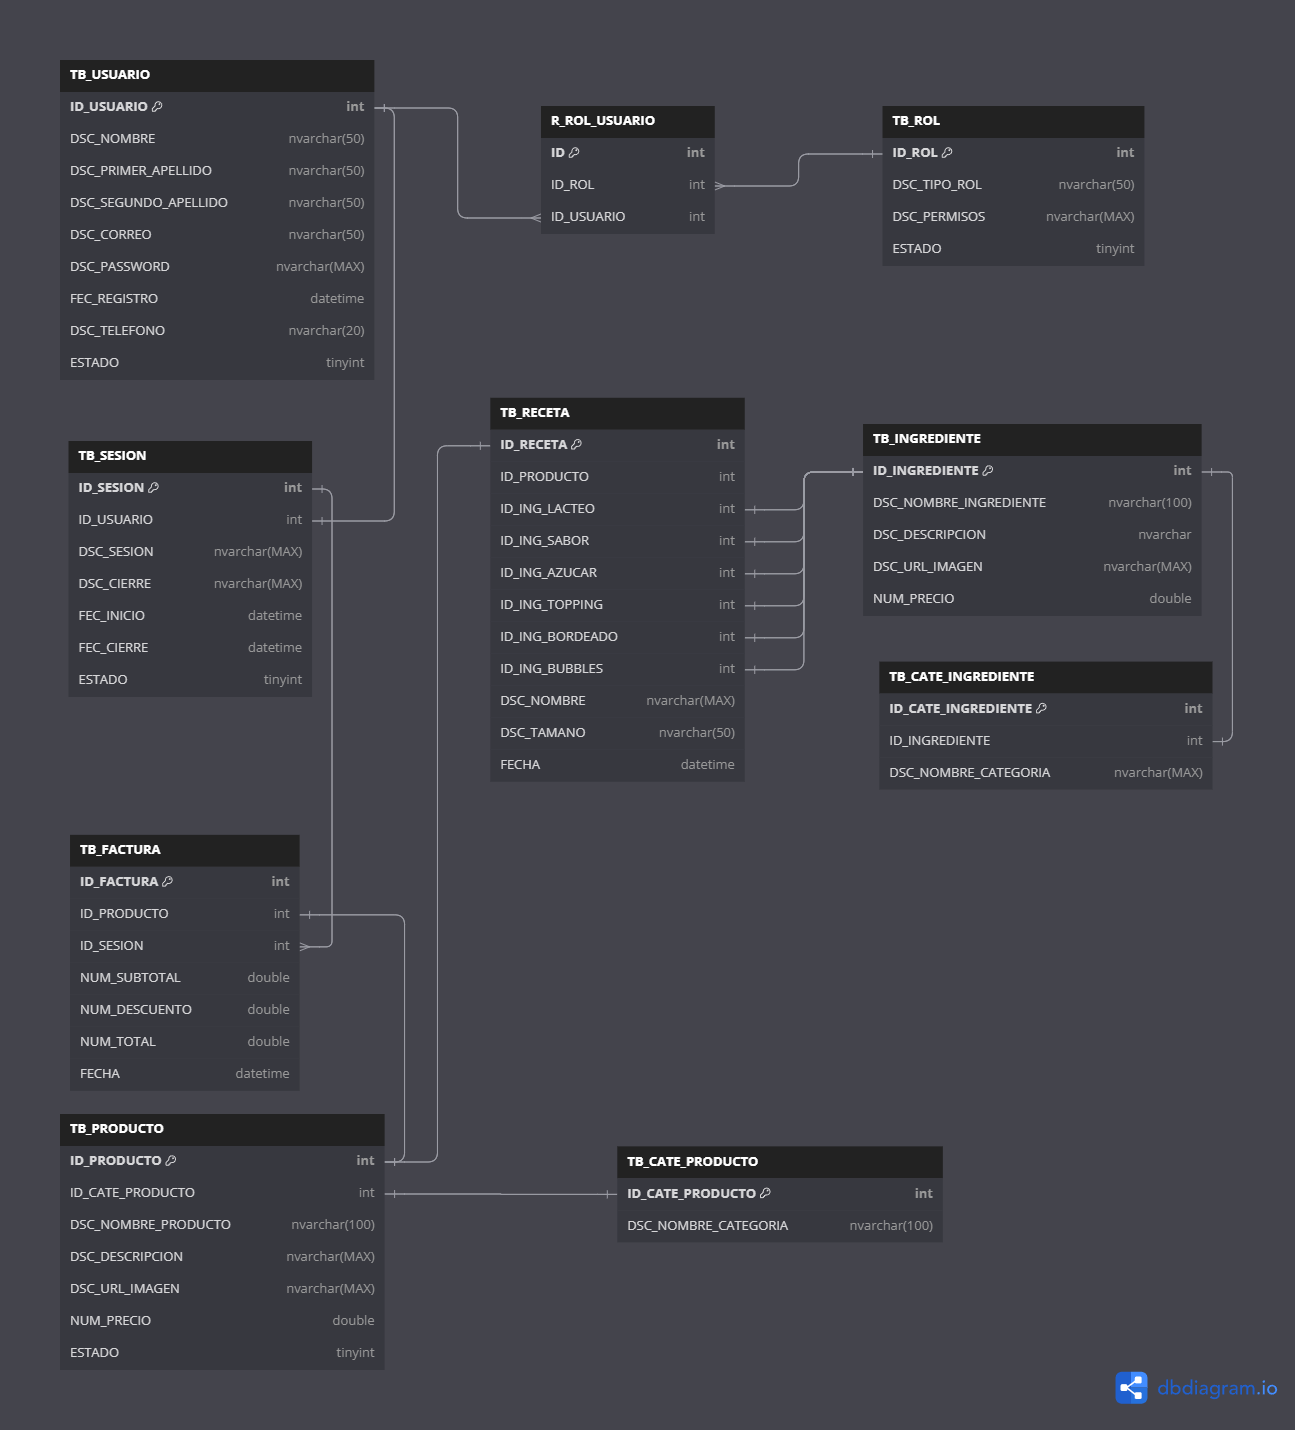 TB_USUARIO
ID_USUARIO int
DSC_NOMBRE nvarchar(50)
DSC_PRIMER_APELLIDO nvarchar(50)
DSC_SEGUNDO_APELLIDO nvarchar(50)
DSC_CORREO nvarchar(50)
DSC_PASSWORD nvarchar(MAX)
FEC_REGISTRO datetime
DSC_TELEFONO nvarchar(20)
ESTADO tinyint
R_ROL_USUARIO
ID int
ID_ROL int
ID_USUARIO int
TB_ROL
ID_ROL int
DSC_TIPO_ROL nvarchar(50)
DSC_PERMISOS nvarchar(MAX)
ESTADO tinyint
TB_SESION
ID_SESION int
ID_USUARIO int
DSC_SESION nvarchar(MAX)
DSC_CIERRE nvarchar(MAX)
FEC_INICIO datetime
FEC_CIERRE datetime
ESTADO tinyint
TB_RECETA
ID_RECETA int
ID_PRODUCTO int
ID_ING_LACTEO int
ID_ING_SABOR int
ID_ING_AZUCAR int
ID_ING_TOPPING int
ID_ING_BORDEADO int
ID_ING_BUBBLES int
DSC_NOMBRE nvarchar(MAX)
DSC_TAMANO nvarchar(50)
FECHA datetime
TB_INGREDIENTE
ID_INGREDIENTE int
DSC_NOMBRE_INGREDIENTE nvarchar(100)
DSC_DESCRIPCION nvarchar
DSC_URL_IMAGEN nvarchar(MAX)
NUM_PRECIO double
TB_CATE_INGREDIENTE
ID_CATE_INGREDIENTE int
ID_INGREDIENTE int
DSC_NOMBRE_CATEGORIA nvarchar(MAX)
TB_FACTURA
ID_FACTURA int
ID_PRODUCTO int
ID_SESION int
NUM_SUBTOTAL double
NUM_DESCUENTO double
NUM_TOTAL double
FECHA datetime
TB_PRODUCTO
ID_PRODUCTO int
ID_CATE_PRODUCTO int
DSC_NOMBRE_PRODUCTO nvarchar(100)
DSC_DESCRIPCION nvarchar(MAX)
DSC_URL_IMAGEN nvarchar(MAX)
NUM_PRECIO double
ESTADO tinyint
TB_CATE_PRODUCTO
ID_CATE_PRODUCTO int
DSC_NOMBRE_CATEGORIA nvarchar(100)
dbdiagram.io